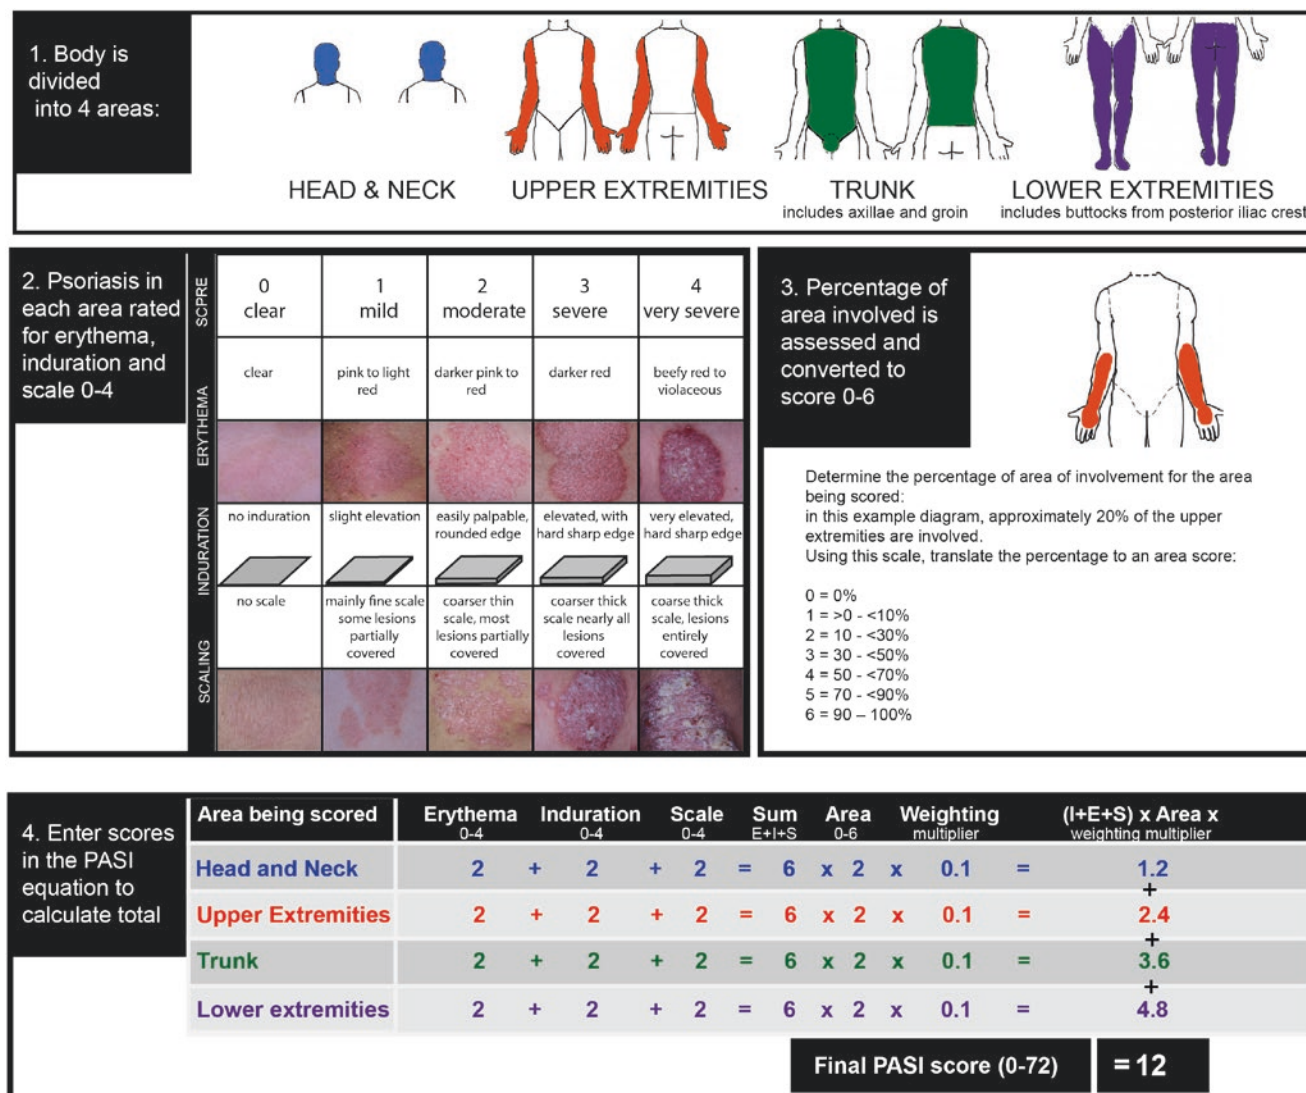 1. Body is
divided
into 4 areas:
HEAD & NECK
UPPER EXTREMITIES
TRUNK
includes axillae and groin
LOWER EXTREMITIES
includes buttocks from posterior iliac crest
2. Psoriasis in
each area rated
for erythema,
induration and
scale 0-4
SCPRE
0
clear
1
mild
2
moderate
3
severe
4
very severe
ERYTHEMA
clear
pink to light
red
darker pink to
red
darker red
beefy red to
violaceous
INDURATION
no induration
slight elevation
easily palpable,
rounded edge
elevated, with
hard sharp edge
very elevated,
hard sharp edge
SCALING
no scale
mainly fine scale
some lesions
partially
covered
coarser thin
scale, most
lesions partially
covered
coarser thick
scale nearly all
lesions
covered
coarse thick
scale, lesions
entirely
covered
3. Percentage of
area involved is
assessed and
converted to
score 0-6
Determine the percentage of area of involvement for the area
being scored:
in this example diagram, approximately 20% of the upper
extremities are involved.
Using this scale, translate the percentage to an area score:
0 = 0%
1 = >0 - <10%
2 = 10 - <30%
3 = 30 - <50%
4 = 50 - <70%
5 = 70 - <90%
6 = 90 – 100%
4. Enter scores
in the PASI
equation to
calculate total
Area being scored Erythema Induration Scale Sum Area Weighting (I+E+S) x Area x
0-4 0-4 0-4 E+I+S 0-6 multiplier weighting multiplier
Head and Neck 2 + 2 + 2 = 6 x 2 x 0.1 = 1.2
+
Upper Extremities 2 + 2 + 2 = 6 x 2 x 0.1 = 2.4
+
Trunk 2 + 2 + 2 = 6 x 2 x 0.1 = 3.6
+
Lower extremities 2 + 2 + 2 = 6 x 2 x 0.1 = 4.8
Final PASI score (0-72) = 12